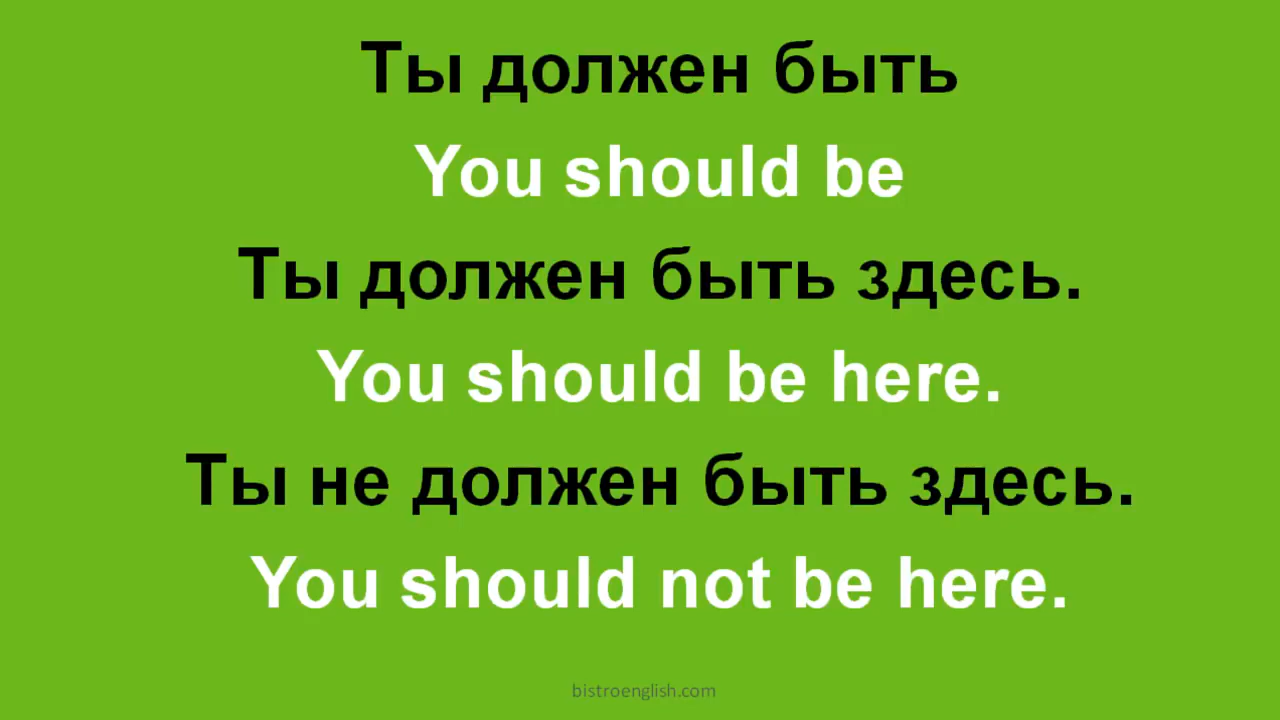 Ты должен быть
You should be
Ты должен быть здесь.
You should be here.
Ты не должен быть здесь.
You should not be here.
bistroenglish.com